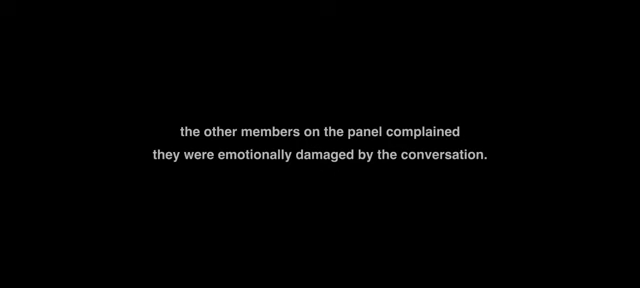 the other members on the panel complained
they were emotionally damaged by the conversation.